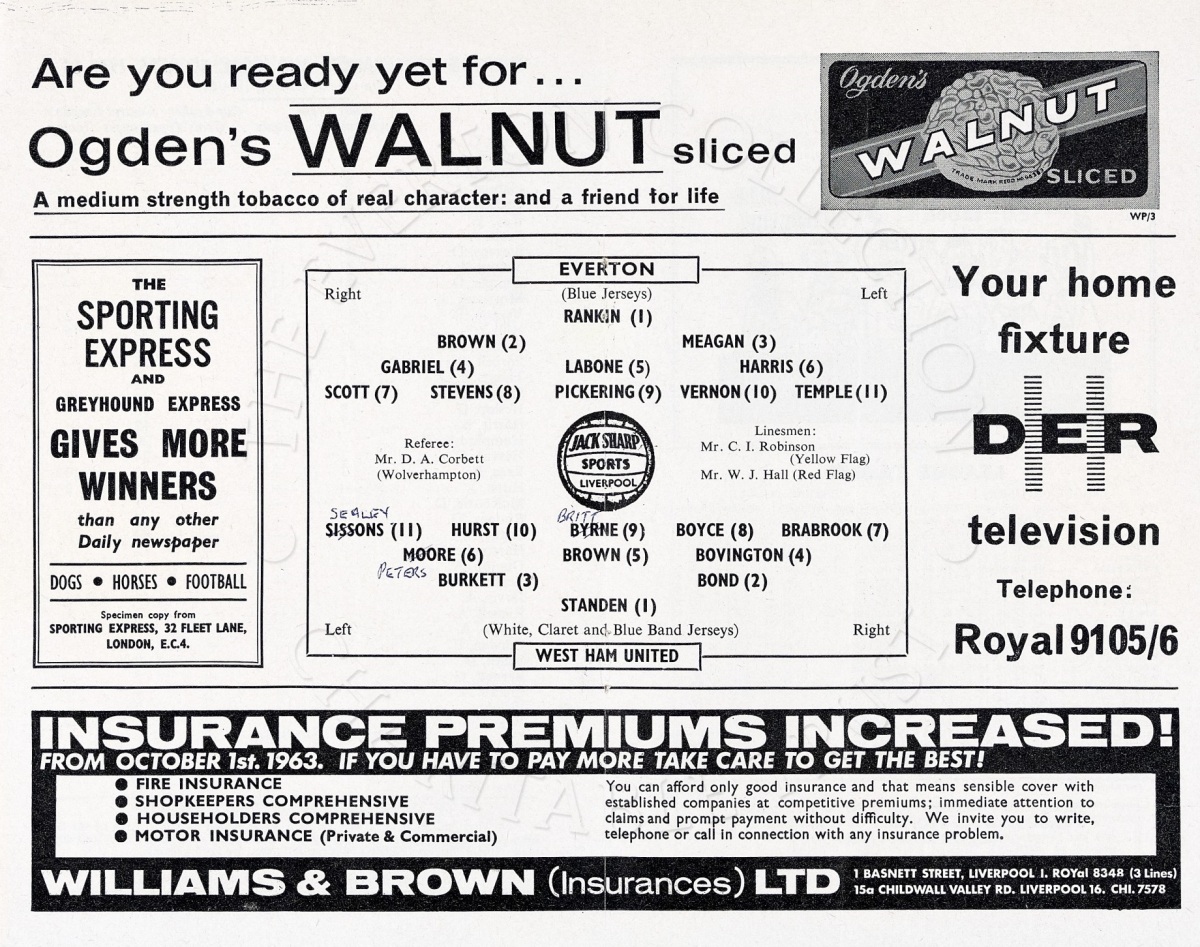 Are you ready yet for...
Ogden's WALNUT sliced
A medium strength tobacco of real character: and a friend for life
Ogden's
WALNUT
SLICED
WP/3
THE
SPORTING
EXPRESS
AND
GREYHOUND EXPRESS
GIVES MORE
WINNERS
than any other
Daily newspaper
DOGS • HORSES • FOOTBALL
Specimen copy from
SPORTING EXPRESS, 32 FLEET LANE,
LONDON, E.C.4.
EVERTON
Right (Blue Jerseys) Left
RANKIN (1)
BROWN (2) MEAGAN (3)
GABRIEL (4) LABONE (5) HARRIS (6)
SCOTT (7) STEVENS (8) PICKERING (9) VERNON (10) TEMPLE (11)
Referee:
Mr. D. A. Corbett
(Wolverhampton)
JACK SHARP
SPORTS
LIVERPOOL
Linesmen:
Mr. C. I. Robinson
(Yellow Flag)
Mr. W. J. Hall (Red Flag)
SEALEY BRITT
SISSONS (11) HURST (10) BYRNE (9) BOYCE (8) BRABROOK (7)
MOORE (6) BROWN (5) BOVINGTON (4)
PETERS BURKETT (3) BOND (2)
STANDEN (1)
Left (White, Claret and Blue Band Jerseys) Right
WEST HAM UNITED
Your home
fixture
DER
television
Telephone:
Royal 9105/6
INSURANCE PREMIUMS INCREASED!
FROM OCTOBER 1st. 1963. IF YOU HAVE TO PAY MORE TAKE CARE TO GET THE BEST!
• FIRE INSURANCE
• SHOPKEEPERS COMPREHENSIVE
• HOUSEHOLDERS COMPREHENSIVE
• MOTOR INSURANCE (Private & Commercial)
You can afford only good insurance and that means sensible cover with
established companies at competitive premiums; immediate attention to
claims and prompt payment without difficulty. We invite you to write,
telephone or call in connection with any insurance problem.
WILLIAMS & BROWN (Insurances) LTD
1 BASNETT STREET, LIVERPOOL 1. ROYal 8348 (3 Lines)
15a CHILDWALL VALLEY RD. LIVERPOOL 16. CHI. 7578